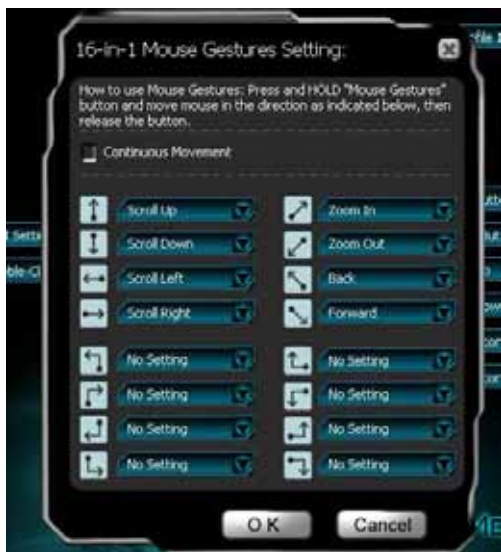 16-in-1 Mouse Gestures Setting:
How to use Mouse Gestures: Press and HOLD "Mouse Gestures"
button and move mouse in the direction as indicated below, then
release the button.
Continuous Movement
Scroll Up
Zoom In
Scroll Down
Zoom Out
Scroll Left
Back
Scroll Right
Forward
No Setting
No Setting
No Setting
No Setting
No Setting
No Setting
No Setting
No Setting
OK
Cancel